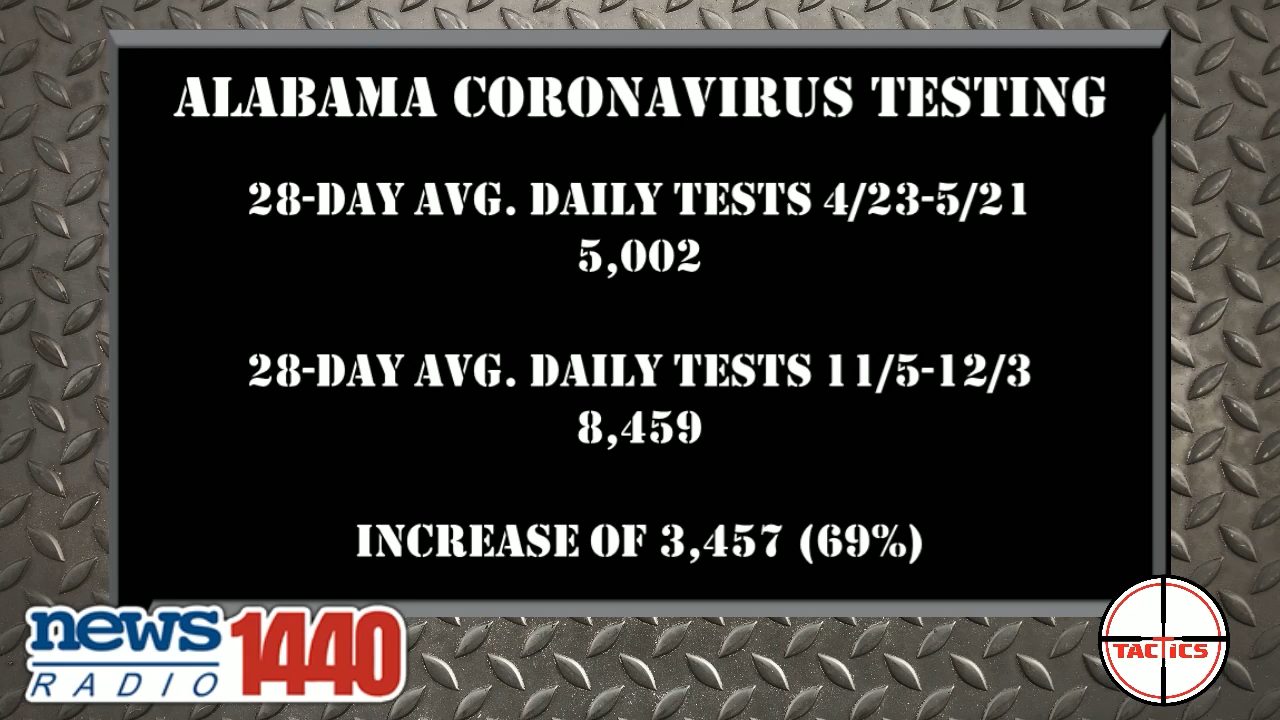 ALABAMA CORONAVIRUS TESTING
28-DAY AVG. DAILY TESTS 4/23-5/21
5,002
28-DAY AVG. DAILY TESTS 11/5-12/3
8,459
INCREASE OF 3,457 (69%)
news
RADIO 1440
TACTICS